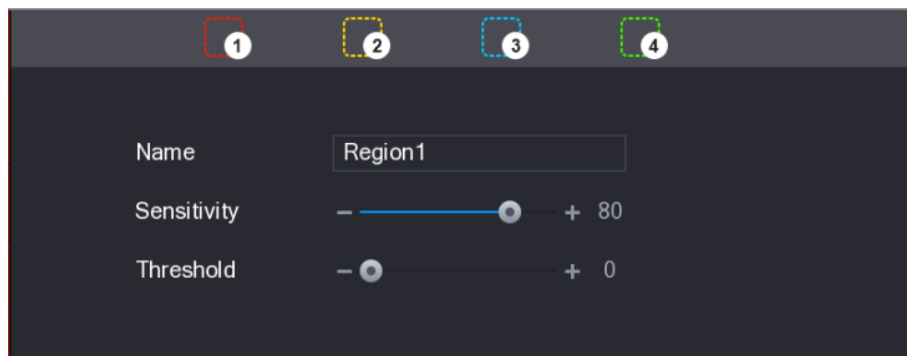 1 2 3 4
Name Region1
Sensitivity − + 80
Threshold − + 0